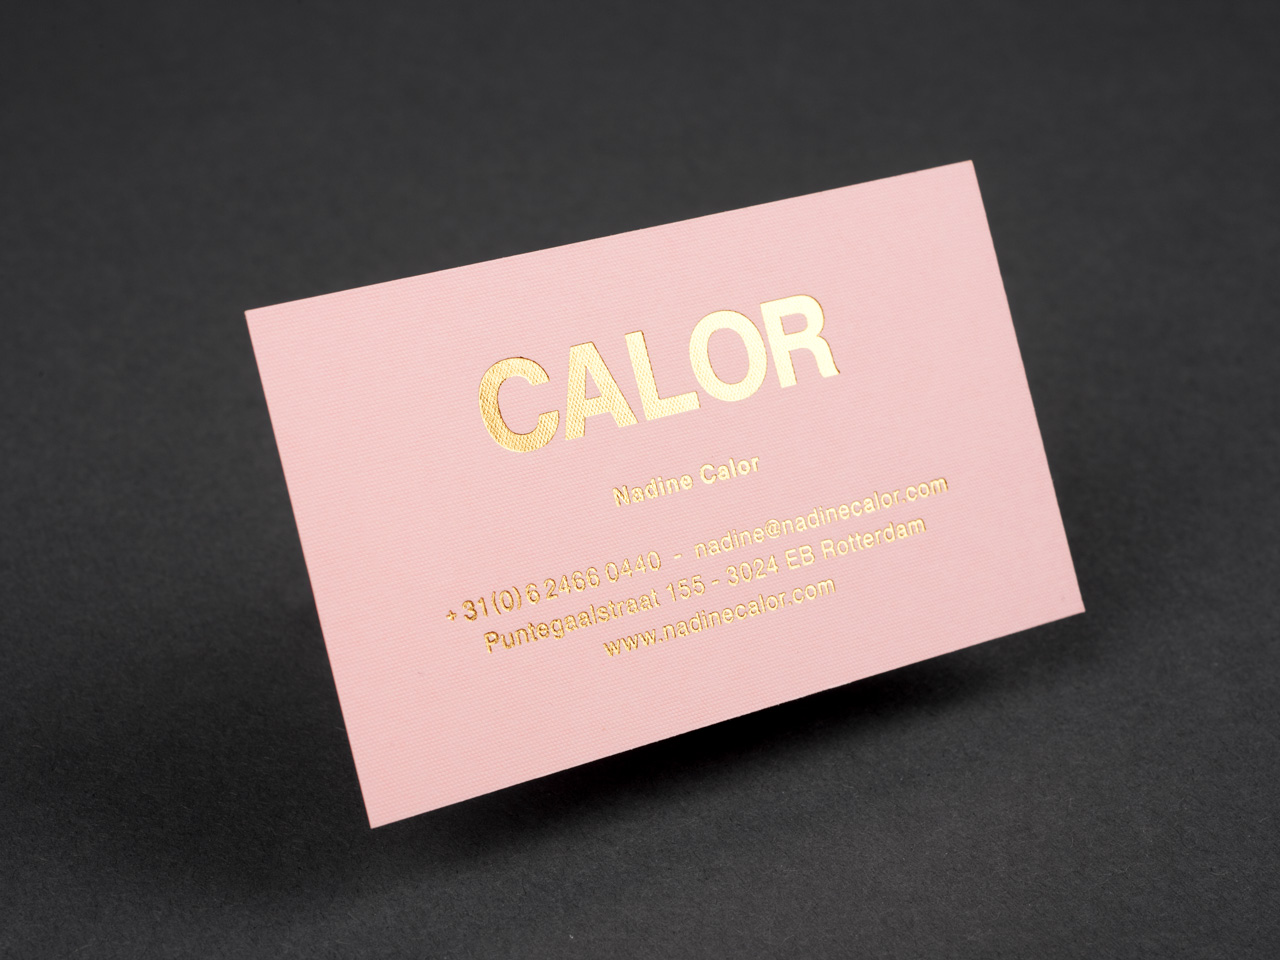 CALOR
Nadine Calor
+31(0)6 2466 0440 - nadine@nadinecalor.com
Puntegaalstraat 155 - 3024 EB Rotterdam
www.nadinecalor.com